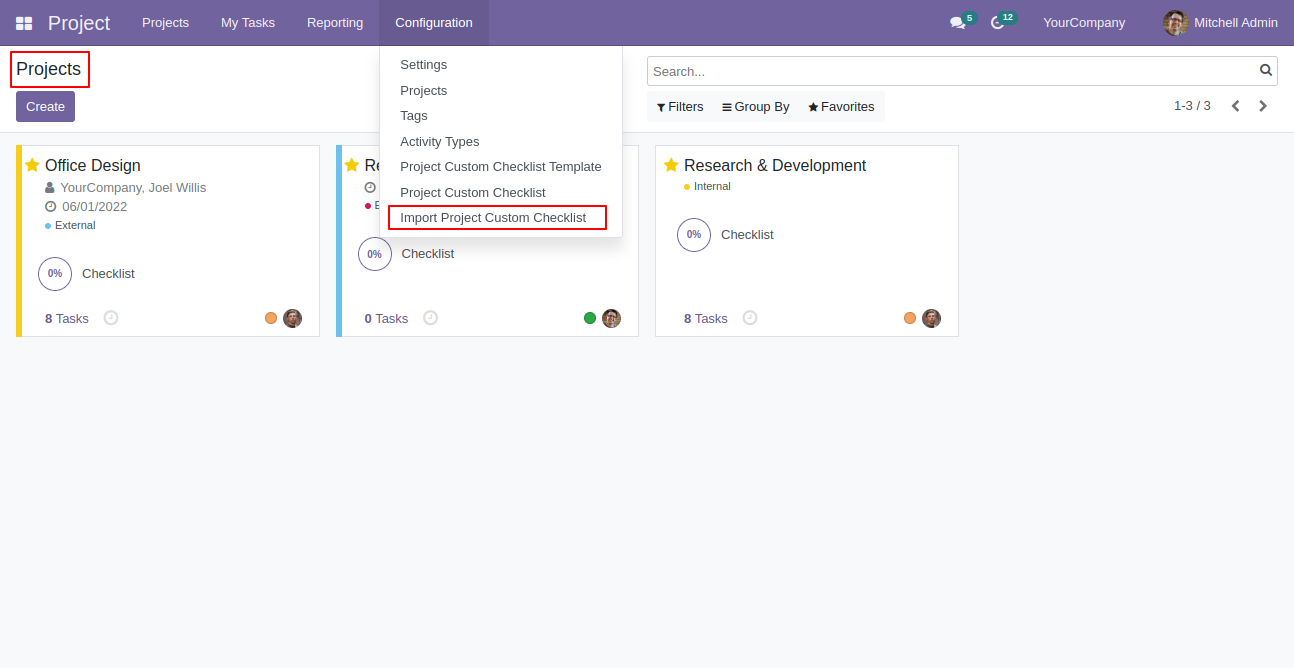 Project Projects My Tasks Reporting Configuration 5 12 YourCompany Mitchell Admin
Projects
Create
Settings
Projects
Tags
Activity Types
Project Custom Checklist Template
Project Custom Checklist
Import Project Custom Checklist
Search...
Filters Group By Favorites 1-3 / 3
Office Design
YourCompany, Joel Willis
06/01/2022
External
0% Checklist
8 Tasks
0% Checklist
0 Tasks
Research & Development
Internal
0% Checklist
8 Tasks